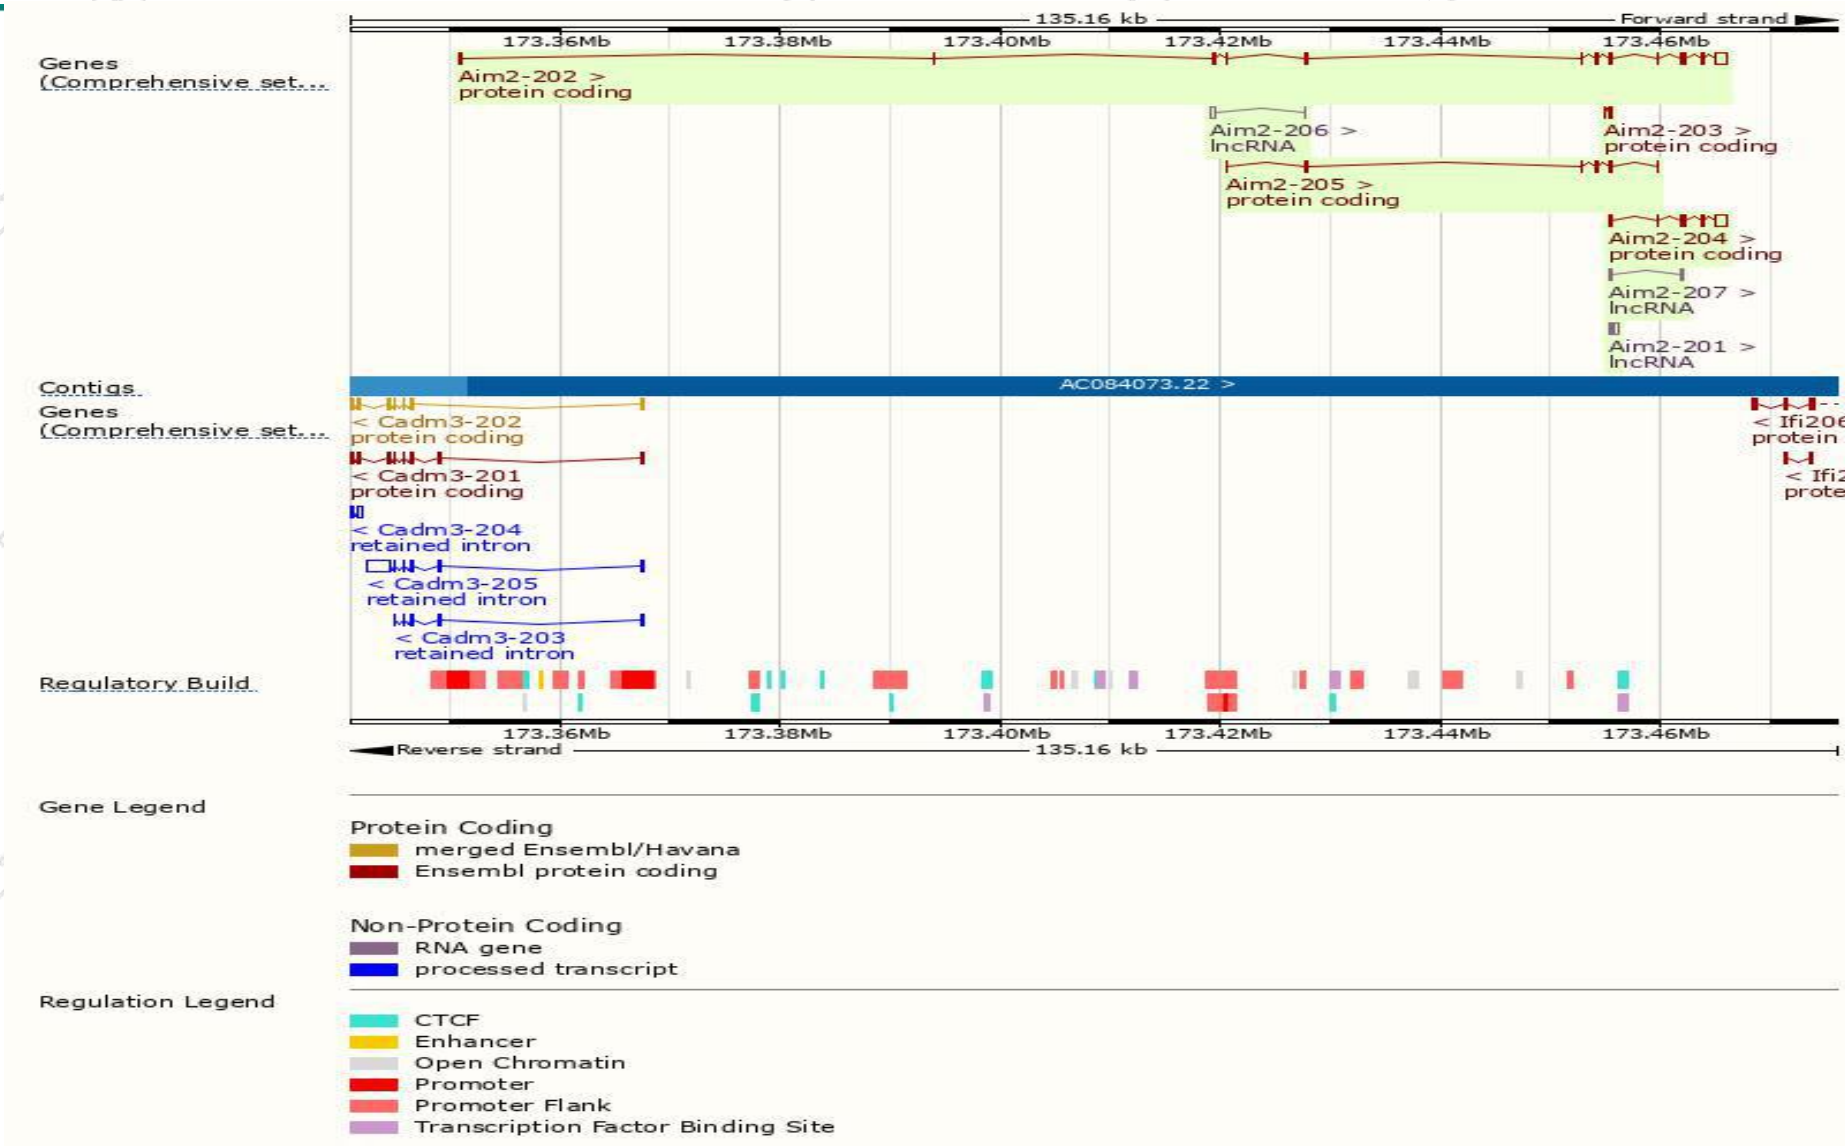 135.16 kb
Forward strand
173.36Mb 173.38Mb 173.40Mb 173.42Mb 173.44Mb 173.46Mb
Genes
(Comprehensive set...
Aim2-202 >
protein coding
Aim2-206 >
lncRNA
Aim2-203 >
protein coding
Aim2-205 >
protein coding
Aim2-204 >
protein coding
Aim2-207 >
lncRNA
Aim2-201 >
lncRNA
Contigs
AC084073.22 >
Genes
(Comprehensive set...
< Cadm3-202
protein coding
< Ifi206
protein
< Cadm3-201
protein coding
< Ifi2
prote
< Cadm3-204
retained intron
< Cadm3-205
retained intron
< Cadm3-203
retained intron
Regulatory Build
173.36Mb 173.38Mb 173.40Mb 173.42Mb 173.44Mb 173.46Mb
Reverse strand
135.16 kb
Gene Legend
Protein Coding
merged Ensembl/Havana
Ensembl protein coding
Non-Protein Coding
RNA gene
processed transcript
Regulation Legend
CTCF
Enhancer
Open Chromatin
Promoter
Promoter Flank
Transcription Factor Binding Site